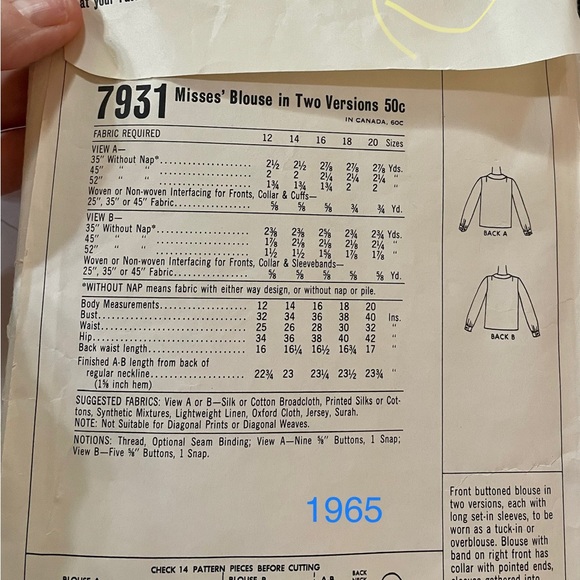 at your
7931 Misses' Blouse in Two Versions 50c
IN CANADA, 60C
FABRIC REQUIRED 12 14 16 18 20 Sizes
VIEW A—
35" Without Nap* 2½ 2½ 2⅞ 2⅞ 2⅞ Yds.
45" " " 2 2 2¼ 2¼ 2¼ "
52" " " 1¾ 1¾ 1¾ 2 2 "
Woven or Non-woven Interfacing for Fronts, Collar & Cuffs—
25", 35" or 45" Fabric ⅝ ⅝ ⅝ ¾ ¾ Yd.
VIEW B—
35" Without Nap* 2⅜ 2⅜ 2⅝ 2¾ 2¾ Yds.
45" " " 1⅞ 2⅛ 2⅛ 2¼ 2¼ "
52" " " 1½ 1½ 1⅝ 1⅞ 1⅞ "
Woven or Non-woven Interfacing for Fronts, Collar & Sleevebands—
25", 35" or 45" Fabric ⅝ ⅝ ⅝ ⅝ ⅝ Yd.
*WITHOUT NAP means fabric with either way design, or without nap or pile.
Body Measurements 12 14 16 18 20
Bust 32 34 36 38 40 Ins.
Waist 25 26 28 30 32 "
Hip 34 36 38 40 42 "
Back waist length 16 16¼ 16½ 16¾ 17 "
Finished A-B length from back of
regular neckline 22¾ 23 23¼ 23½ 23¾ "
(1⅝ inch hem)
SUGGESTED FABRICS: View A or B—Silk or Cotton Broadcloth, Printed Silks or Cot-
tons, Synthetic Mixtures, Lightweight Linen, Oxford Cloth, Jersey, Surah.
NOTE: Not Suitable for Diagonal Prints or Diagonal Weaves.
NOTIONS: Thread, Optional Seam Binding; View A—Nine ⅝" Buttons, 1 Snap;
View B—Five ⅝" Buttons, 1 Snap.
BACK A
BACK B
1965
Front buttoned blouse in
two versions, each with
long set-in sleeves, to be
worn as a tuck-in or
overblouse. Blouse with
band on right front has
collar with pointed ends,
sleeves gathered into
CHECK 14 PATTERN PIECES BEFORE CUTTING
BLOUSE A BLOUSE B A-B BACK
NECK